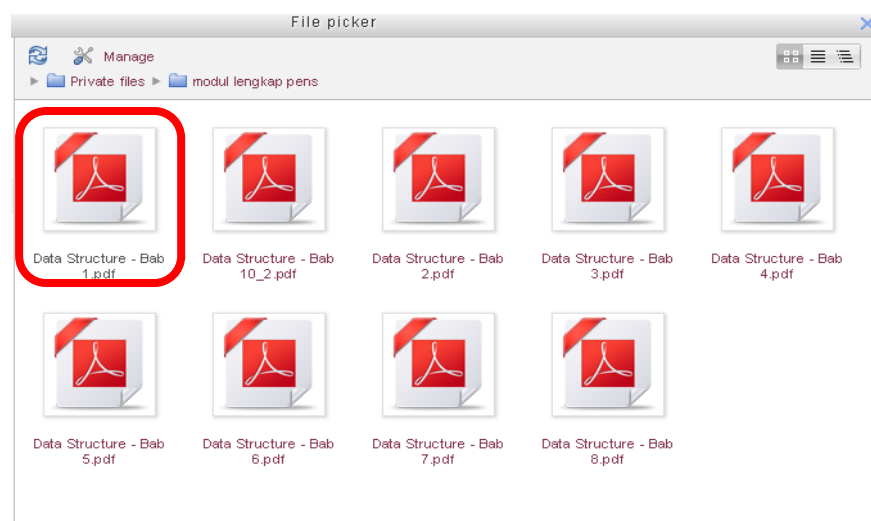 File picker
Manage
Private files
modul lengkap pens
Data Structure - Bab
1.pdf
Data Structure - Bab
10_2.pdf
Data Structure - Bab
2.pdf
Data Structure - Bab
3.pdf
Data Structure - Bab
4.pdf
Data Structure - Bab
5.pdf
Data Structure - Bab
6.pdf
Data Structure - Bab
7.pdf
Data Structure - Bab
8.pdf